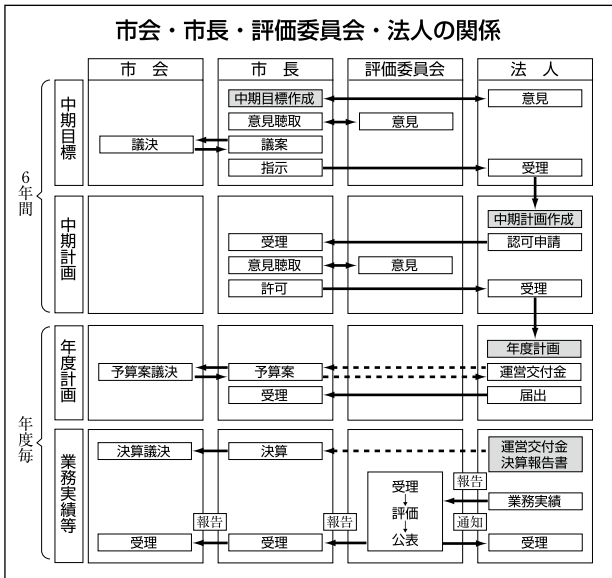 市会・市長・評価委員会・法人の関係
市　会
市　長
評価委員会
法　人
6年間
中期目標
中期目標作成
意見
意見聴取
意見
議決
議案
指示
受理
中期計画
中期計画作成
受理
認可申請
意見聴取
意見
許可
受理
年度毎
年度計画
年度計画
予算案議決
予算案
運営交付金
受理
届出
業務実績等
決算議決
決算
運営交付金
決算報告書
報告
受理
業務実績
評価
報告
報告
通知
公表
受理
受理
受理